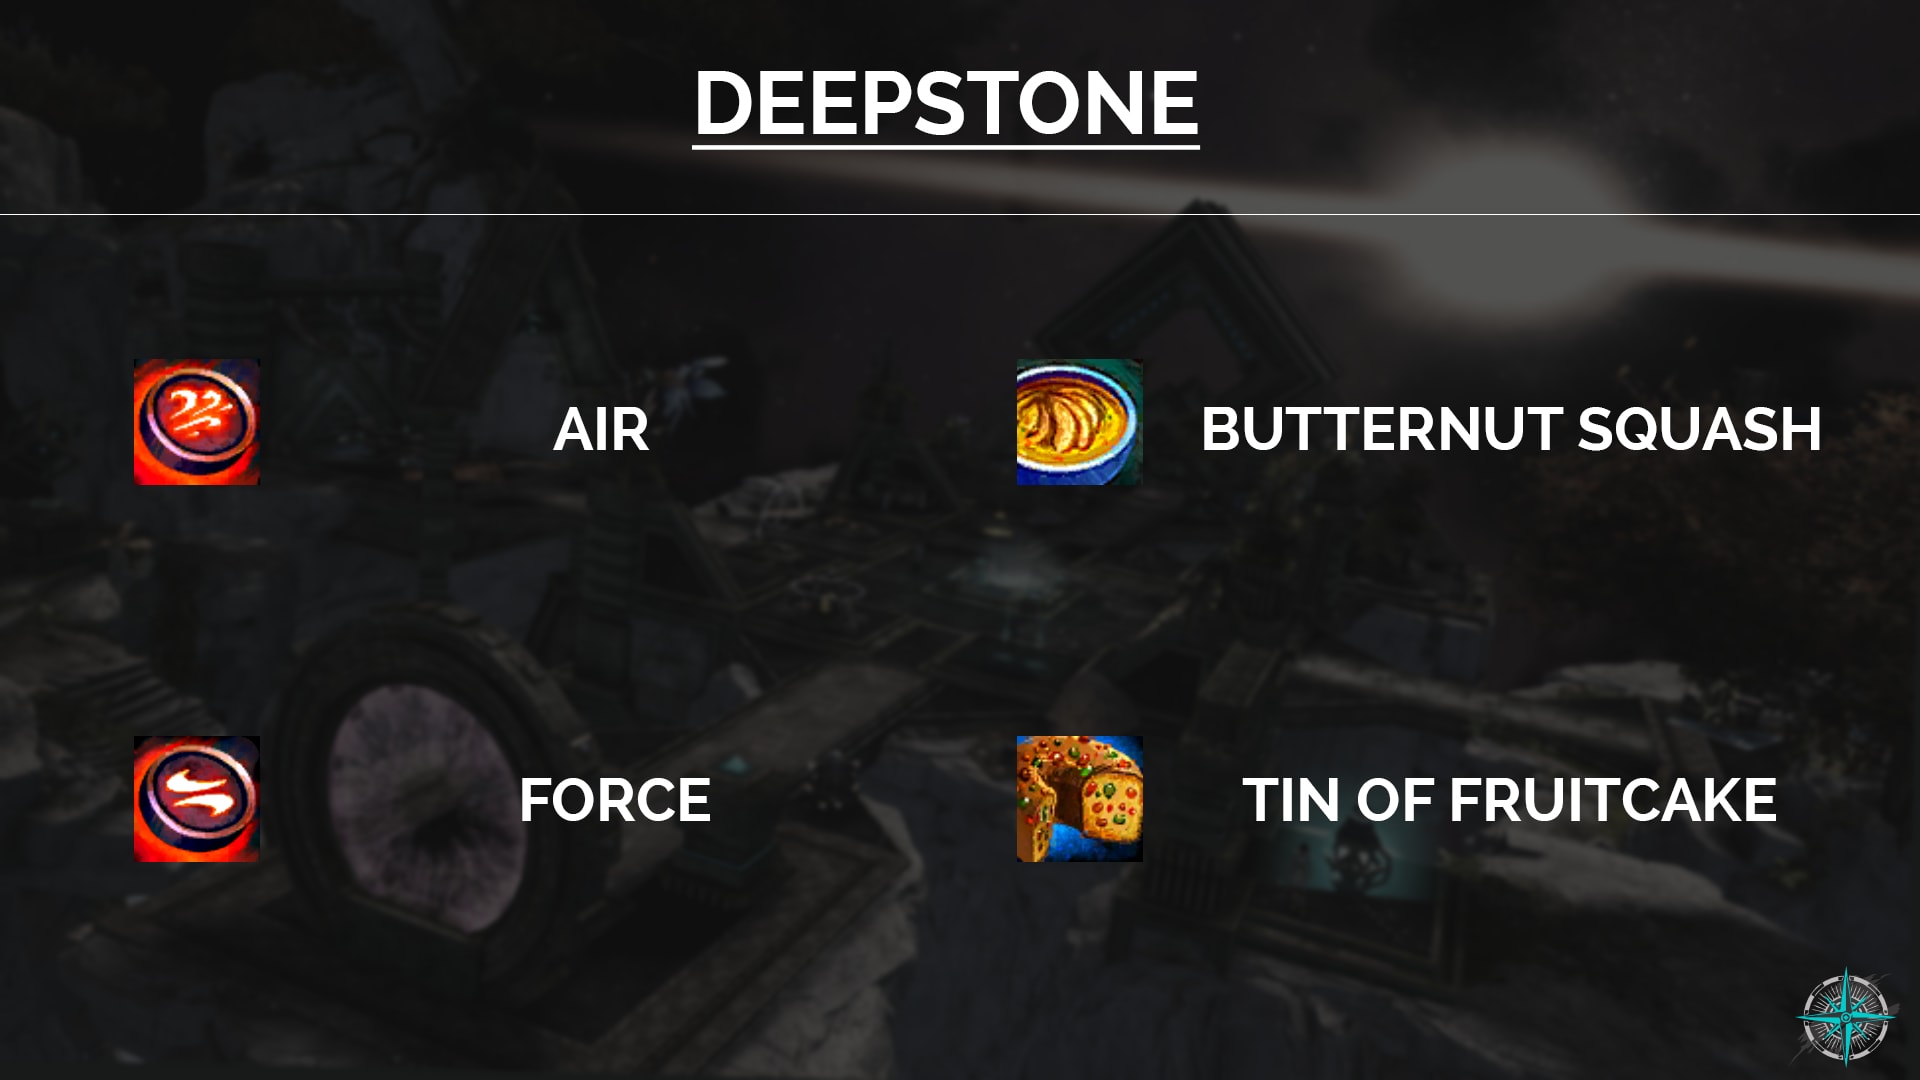 DEEPSTONE
AIR
BUTTERNUT SQUASH
FORCE
TIN OF FRUITCAKE